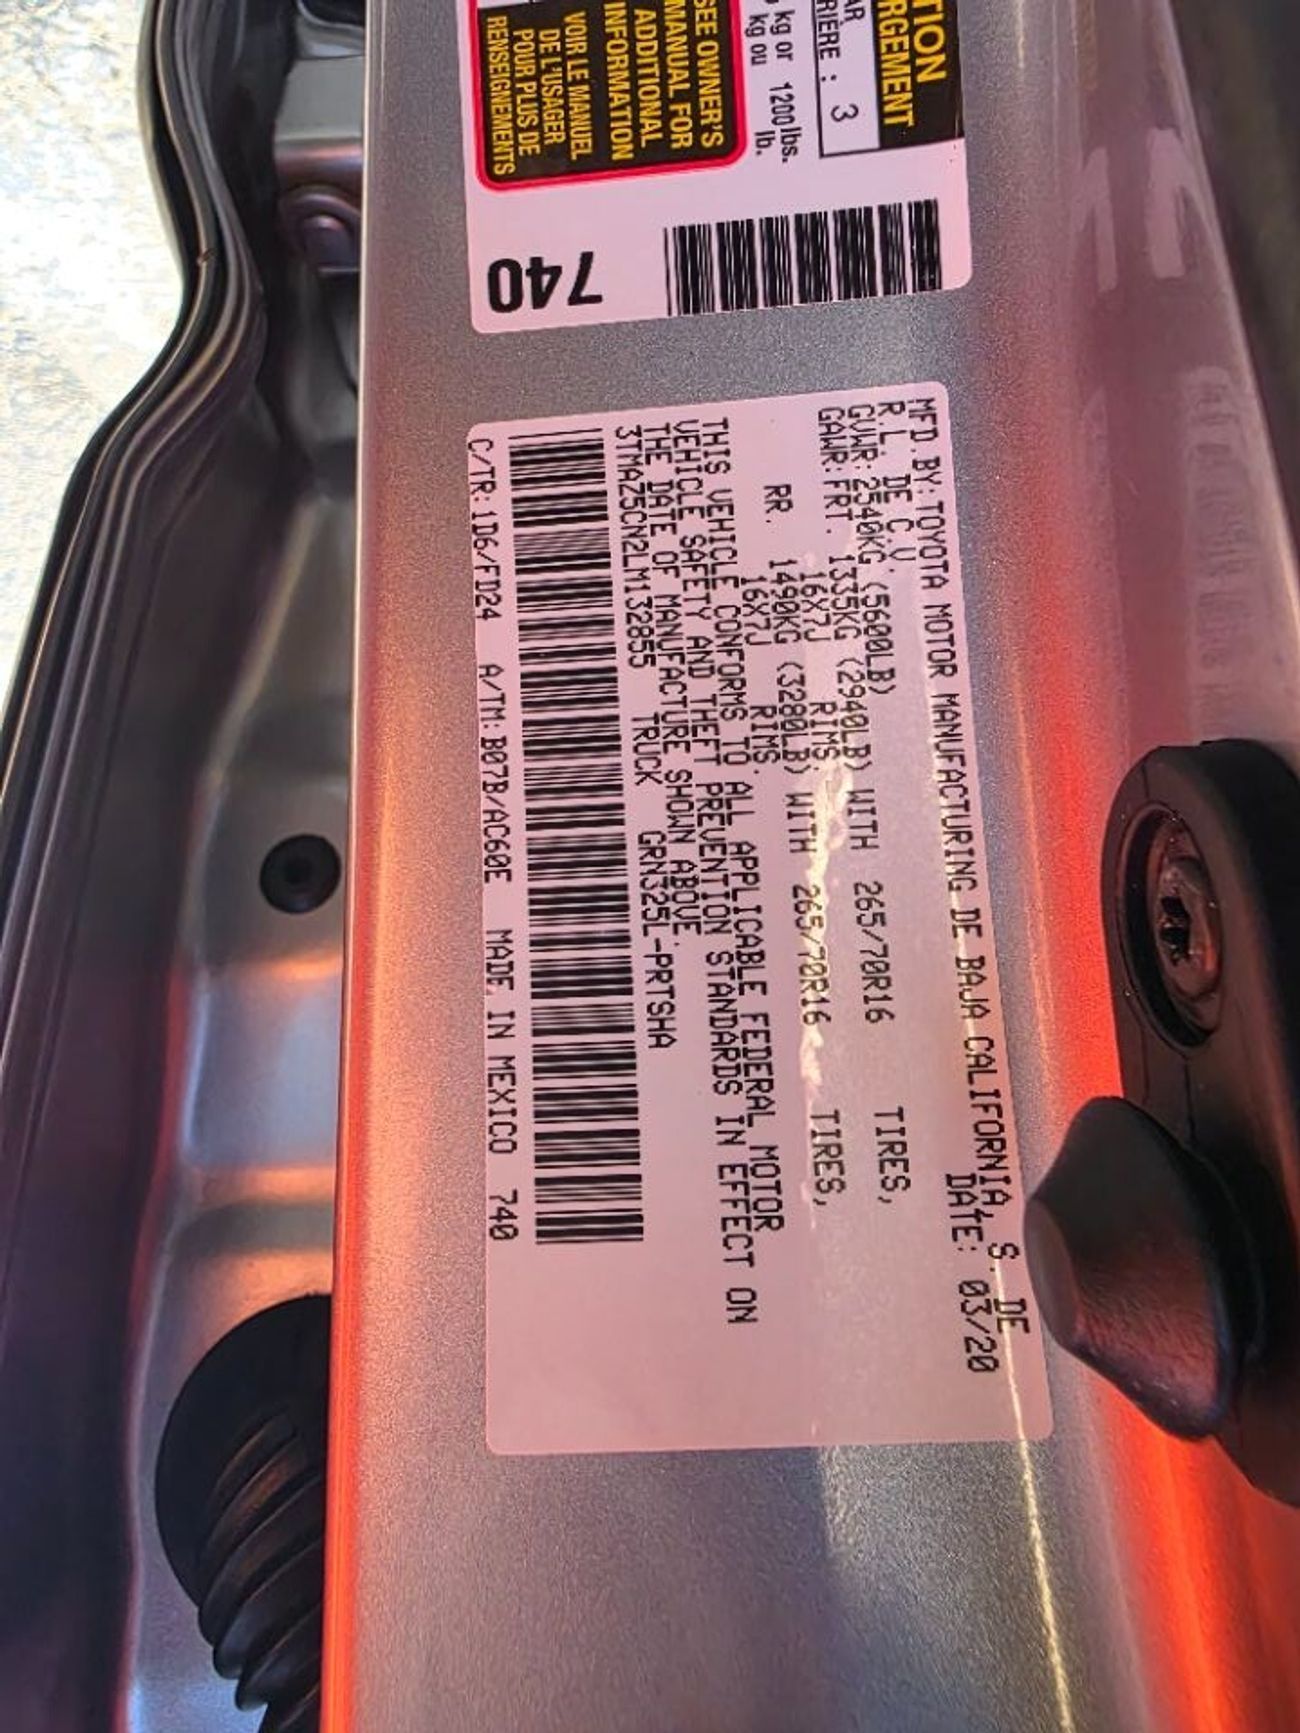 TION
RGEMENT
AR
RIÈRE : 3
kg or 1200 lbs.
kg ou lb.
SEE OWNER'S
MANUAL FOR
ADDITIONAL
INFORMATION
VOIR LE MANUEL
DE L'USAGER
POUR PLUS DE
RENSEIGNEMENTS
740
MFD.BY:TOYOTA MOTOR MANUFACTURING DE BAJA CALIFORNIA, S. DE
R.L. DE C.V. DATE: 03/20
GVWR:2540KG (5600LB)
GAWR:FRT. 1335KG (2940LB) WITH 265/70R16 TIRES,
16X7J RIMS.
RR. 1490KG (3280LB) WITH 265/70R16 TIRES,
16X7J RIMS.
THIS VEHICLE CONFORMS TO ALL APPLICABLE FEDERAL MOTOR
VEHICLE SAFETY AND THEFT PREVENTION STANDARDS IN EFFECT ON
THE DATE OF MANUFACTURE SHOWN ABOVE.
3TMAZ5CN2LM132855 TRUCK GRN325L-PRTSHA
C/TR:1D6/FD24 A/TM:B07B/AC60E MADE IN MEXICO 740